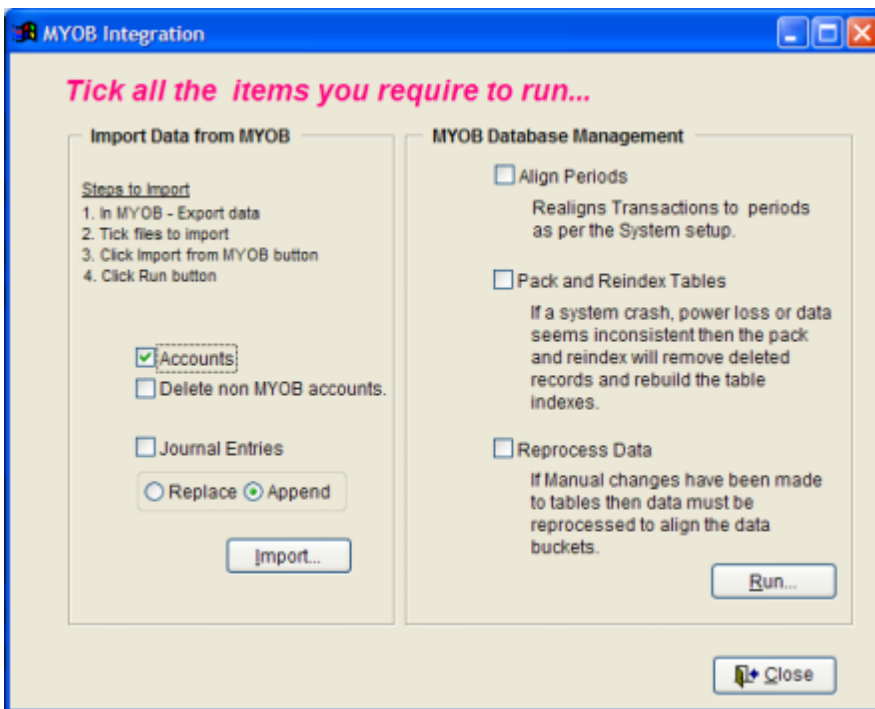 MYOB Integration
Tick all the items you require to run...
Import Data from MYOB
Steps to Import
1. In MYOB - Export data
2. Tick files to import
3. Click Import from MYOB button
4. Click Run button
Accounts
Delete non MYOB accounts.
Journal Entries
Replace Append
Import...
MYOB Database Management
Align Periods
Realigns Transactions to periods
as per the System setup.
Pack and Reindex Tables
If a system crash, power loss or data
seems inconsistent then the pack
and reindex will remove deleted
records and rebuild the table
indexes.
Reprocess Data
If Manual changes have been made
to tables then data must be
reprocessed to align the data
buckets.
Run...
Close